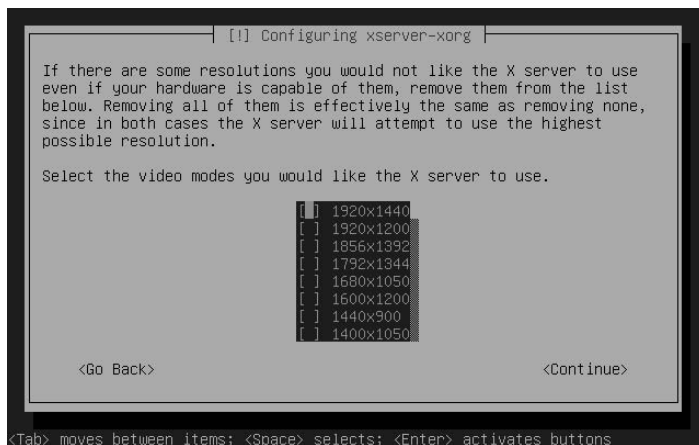 [!] Configuring xserver-xorg
If there are some resolutions you would not like the X server to use
even if your hardware is capable of them, remove them from the list
below. Removing all of them is effectively the same as removing none,
since in both cases the X server will attempt to use the highest
possible resolution.
Select the video modes you would like the X server to use.
[ ] 1920x1440
[ ] 1920x1200
[ ] 1856x1392
[ ] 1792x1344
[ ] 1680x1050
[ ] 1600x1200
[ ] 1440x900
[ ] 1400x1050
<Go Back> <Continue>
<Tab> moves between items; <Space> selects; <Enter> activates buttons